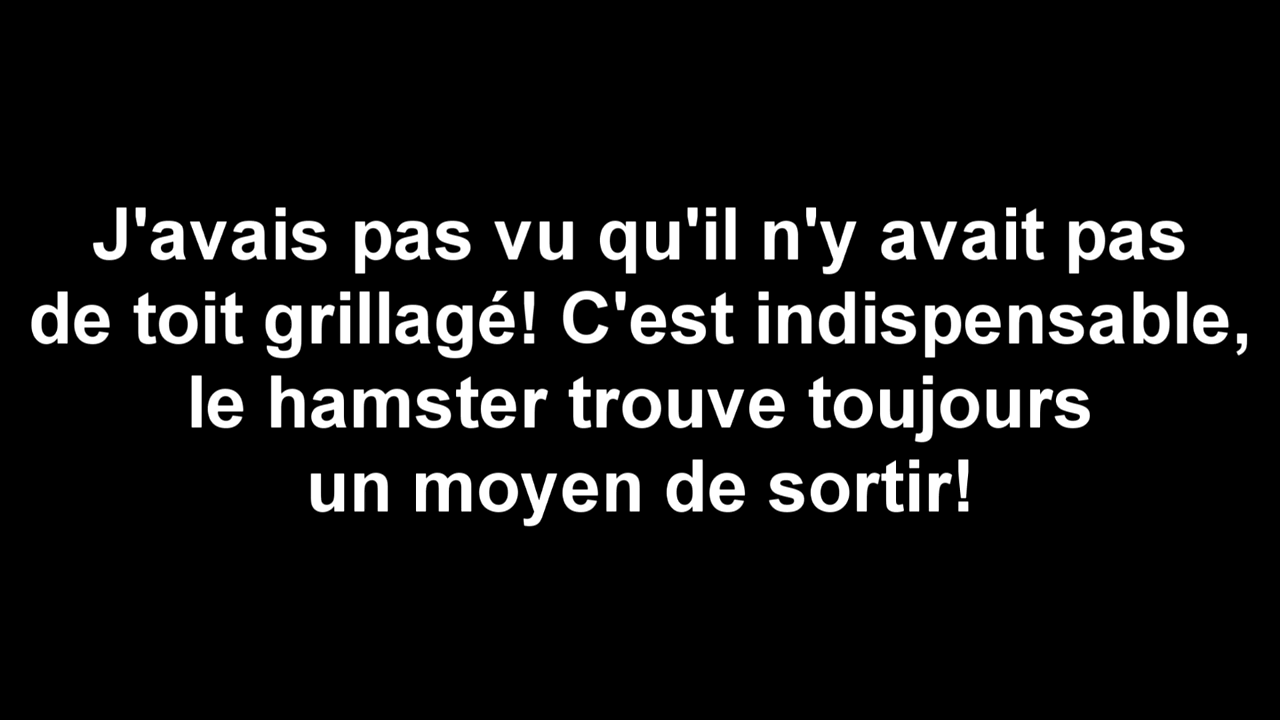 J'avais pas vu qu'il n'y avait pas
de toit grillagé! C'est indispensable,
le hamster trouve toujours
un moyen de sortir!